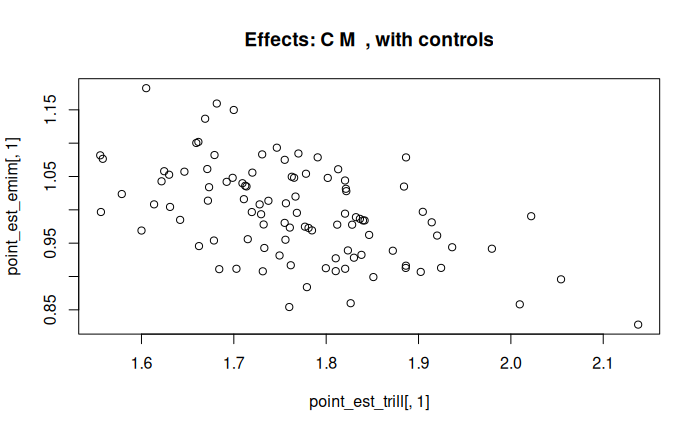 Effects: C M  , with controls
point_est_emim[, 1]
1.15
1.05
0.95
0.85
1.6 1.7 1.8 1.9 2.0 2.1
point_est_trill[, 1]